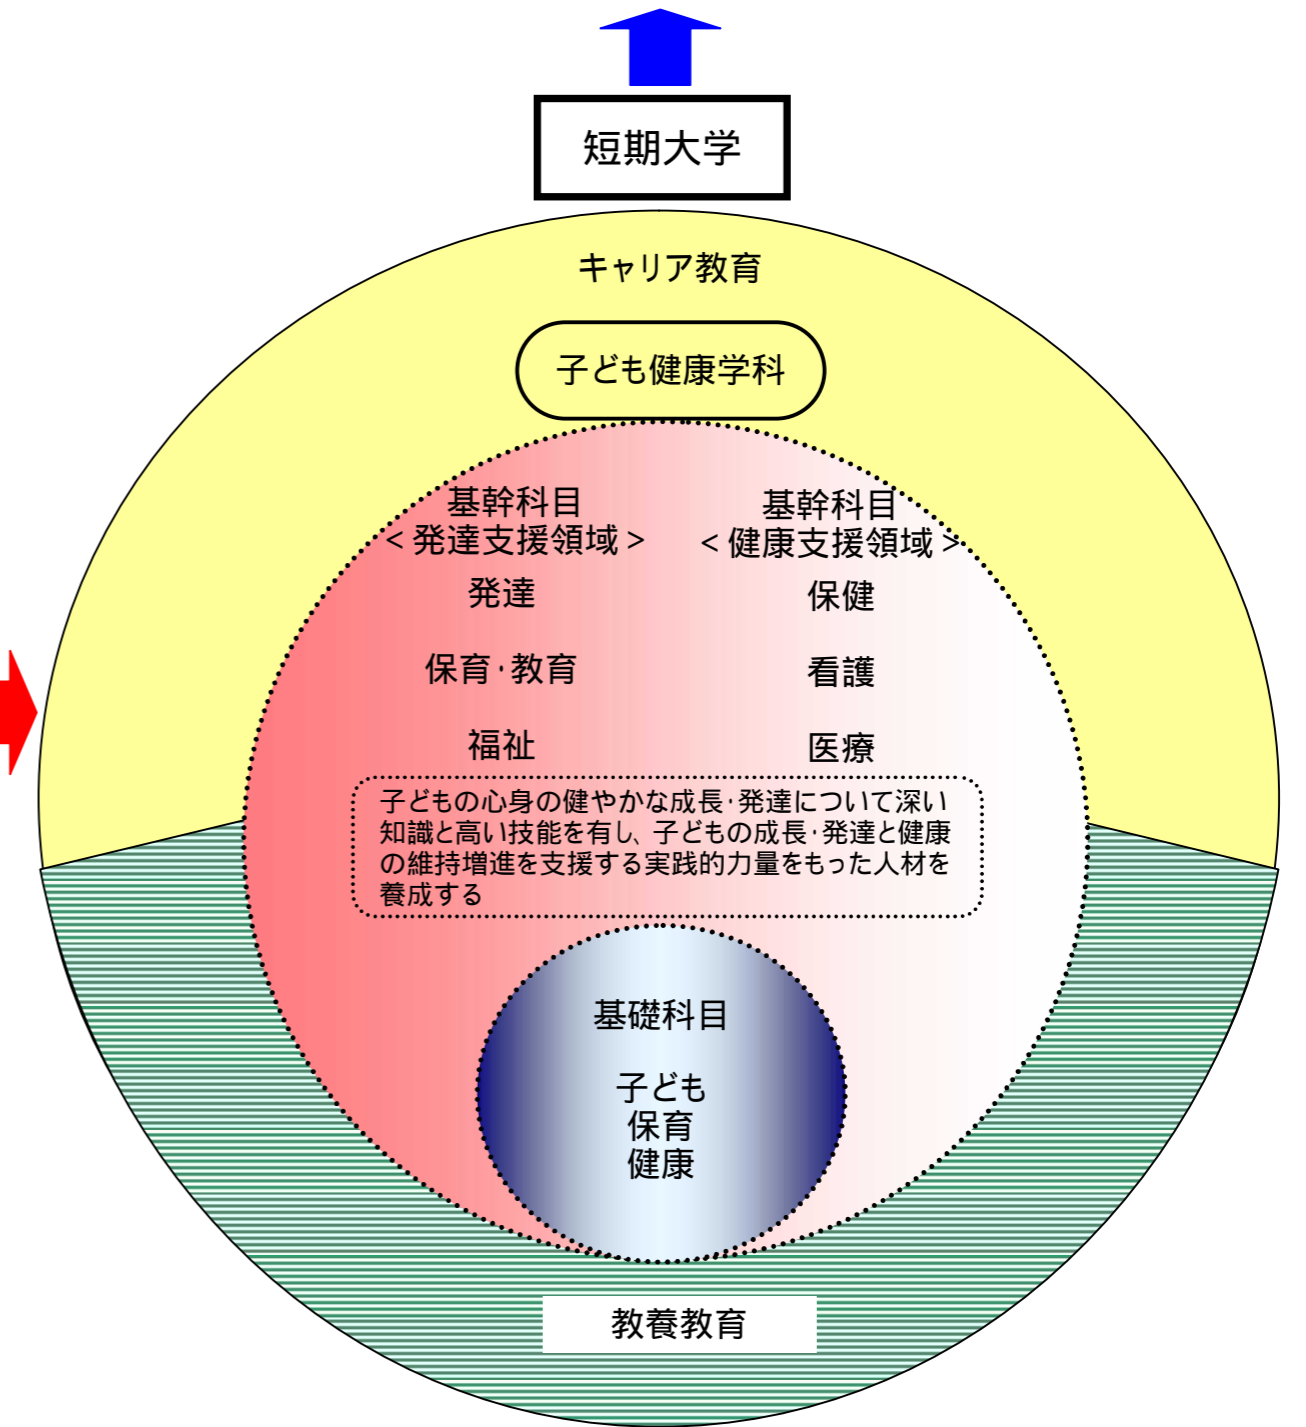 短期大学
キャリア教育
子ども健康学科
基幹科目
<発達支援領域>
発達
保育・教育
福祉
基幹科目
<健康支援領域>
保健
看護
医療
子どもの心身の健やかな成長・発達について深い
知識と高い技能を有し、子どもの成長・発達と健康
の維持増進を支援する実践的力量をもった人材を
養成する
基礎科目
子ども
保育
健康
教養教育